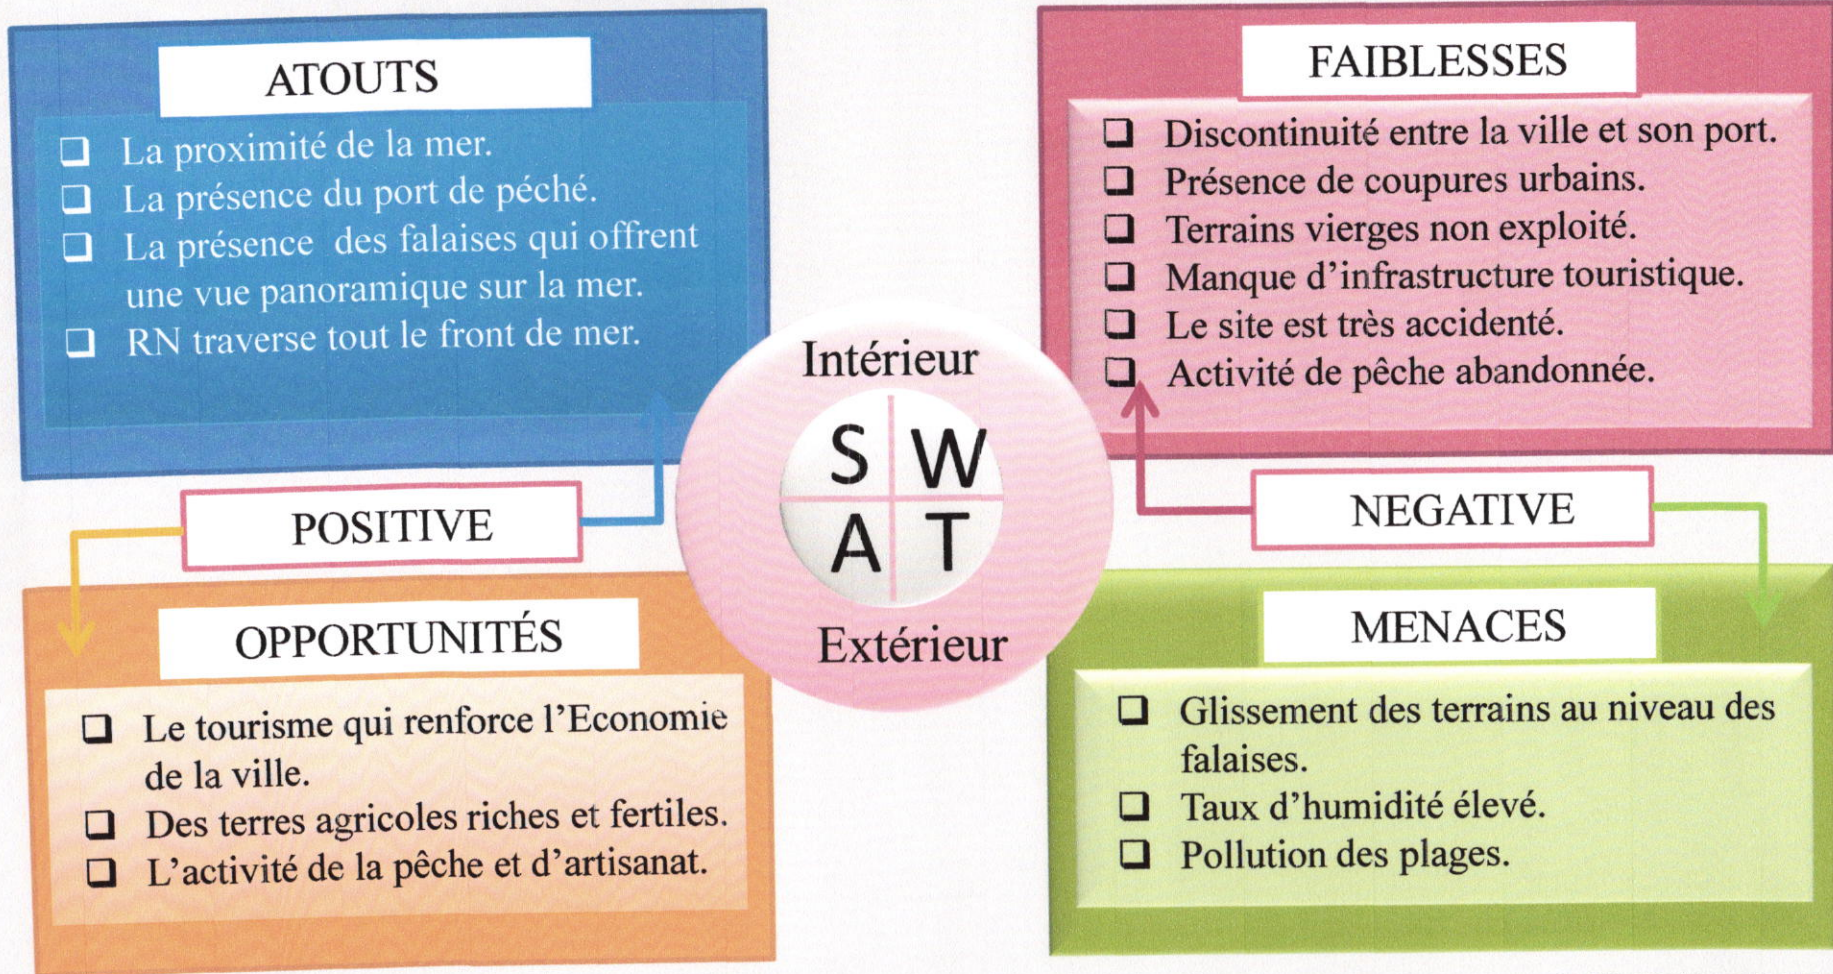 ATOUTS
La proximité de la mer.
La présence du port de péché.
La présence des falaises qui offrent
une vue panoramique sur la mer.
RN traverse tout le front de mer.
FAIBLESSES
Discontinuité entre la ville et son port.
Présence de coupures urbains.
Terrains vierges non exploité.
Manque d'infrastructure touristique.
Le site est très accidenté.
Activité de pêche abandonnée.
Intérieur
S W
A T
Extérieur
POSITIVE
NEGATIVE
OPPORTUNITÉS
Le tourisme qui renforce l'Economie
de la ville.
Des terres agricoles riches et fertiles.
L'activité de la pêche et d'artisanat.
MENACES
Glissement des terrains au niveau des
falaises.
Taux d'humidité élevé.
Pollution des plages.